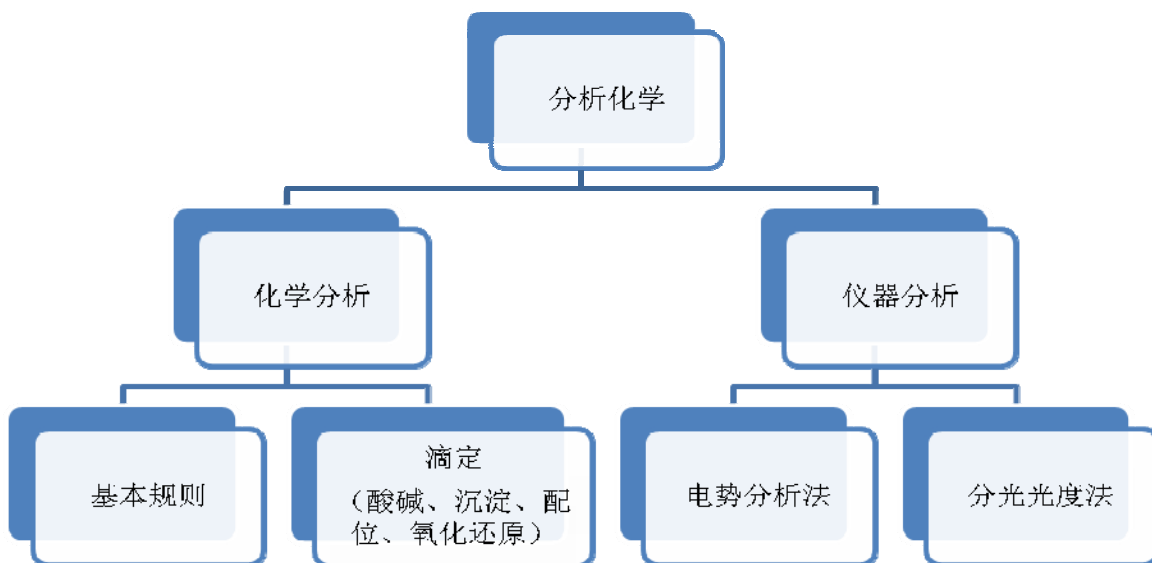 分析化学
化学分析
仪器分析
基本规则
滴定
（酸碱、沉淀、配
位、氧化还原）
电势分析法
分光光度法